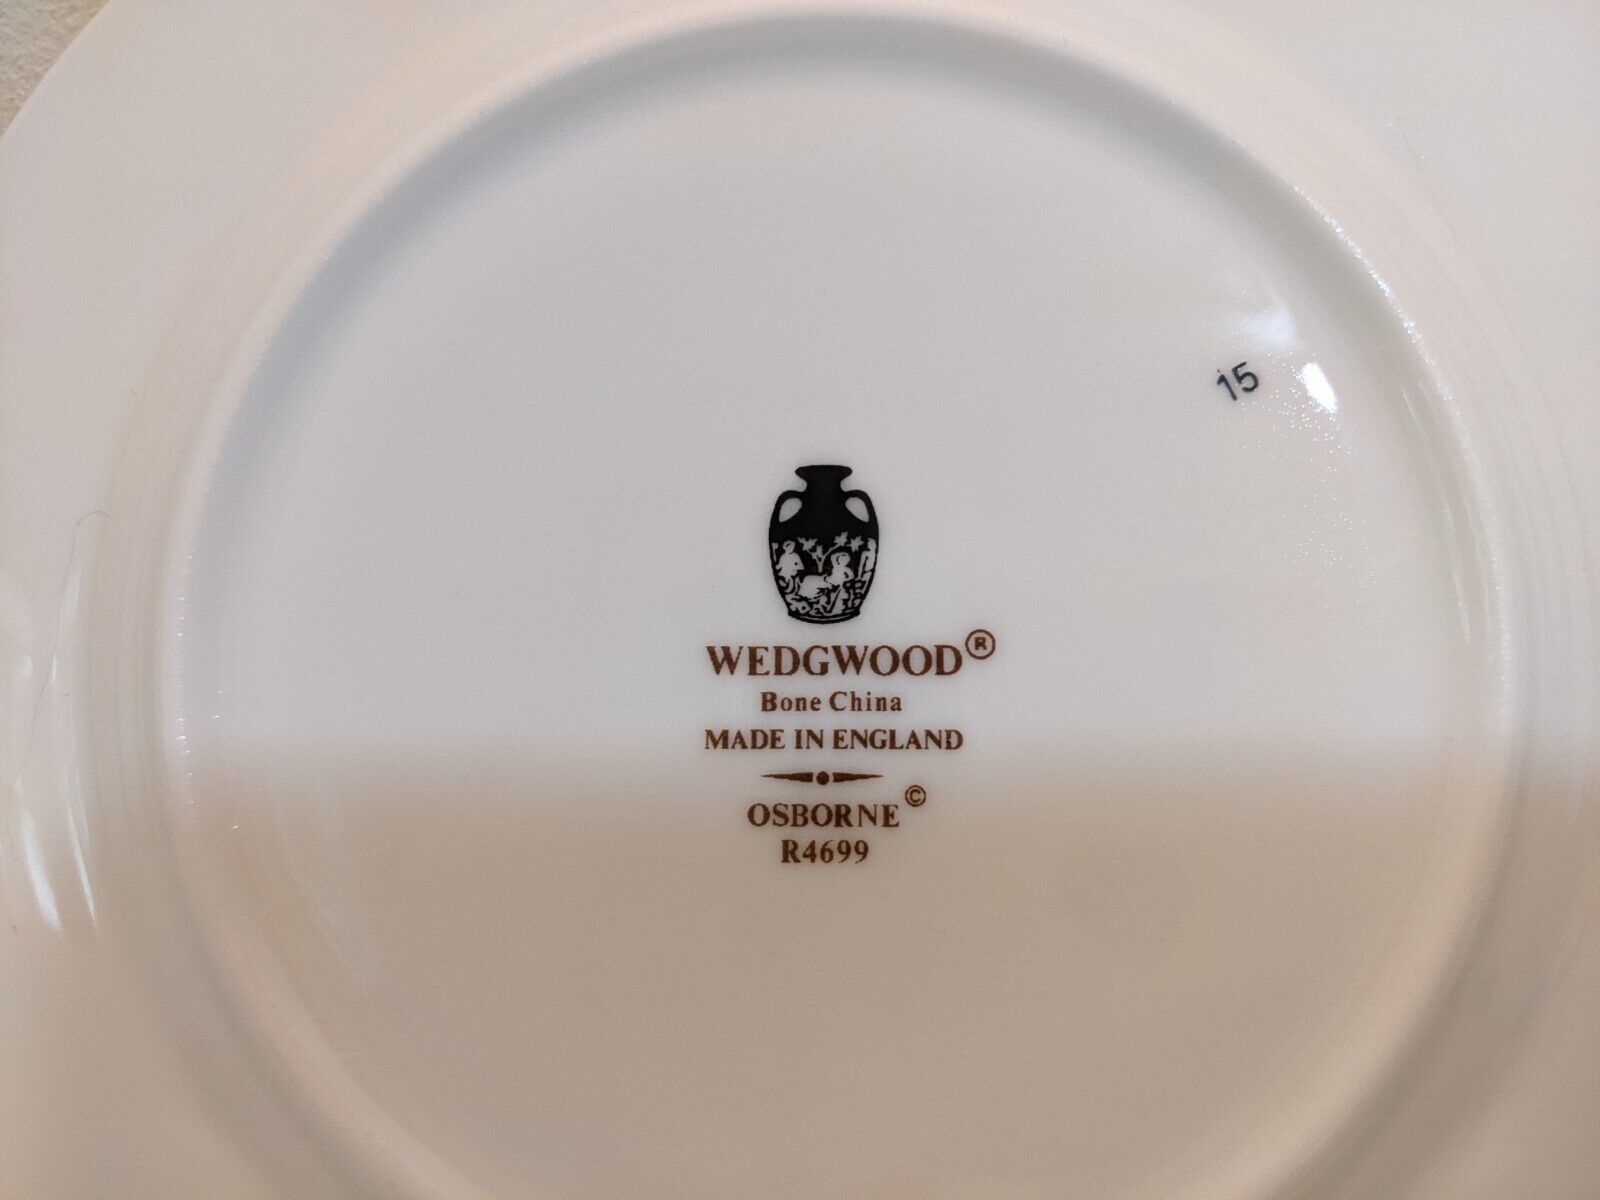 15
WEDGWOOD®
Bone China
MADE IN ENGLAND
OSBORNE©
R4699